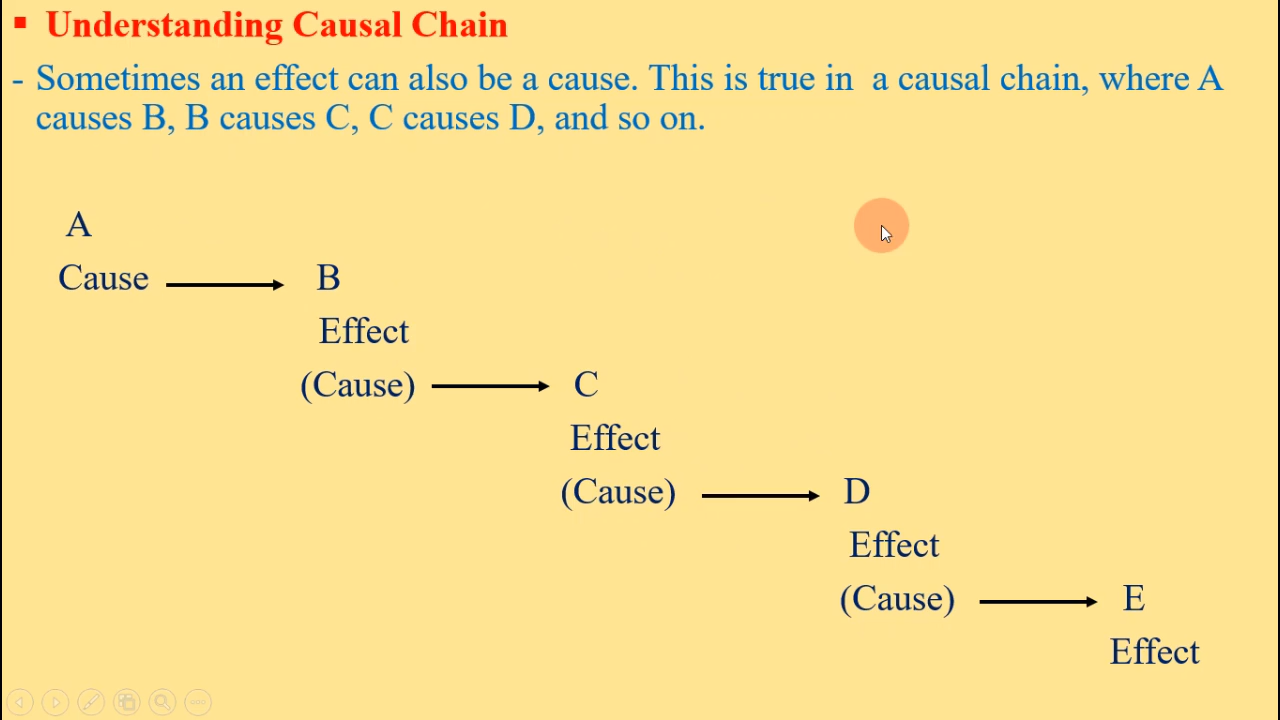 ▪ Understanding Causal Chain
- Sometimes an effect can also be a cause. This is true in a causal chain, where A
causes B, B causes C, C causes D, and so on.
A
Cause B
Effect
(Cause) C
Effect
(Cause) D
Effect
(Cause) E
Effect